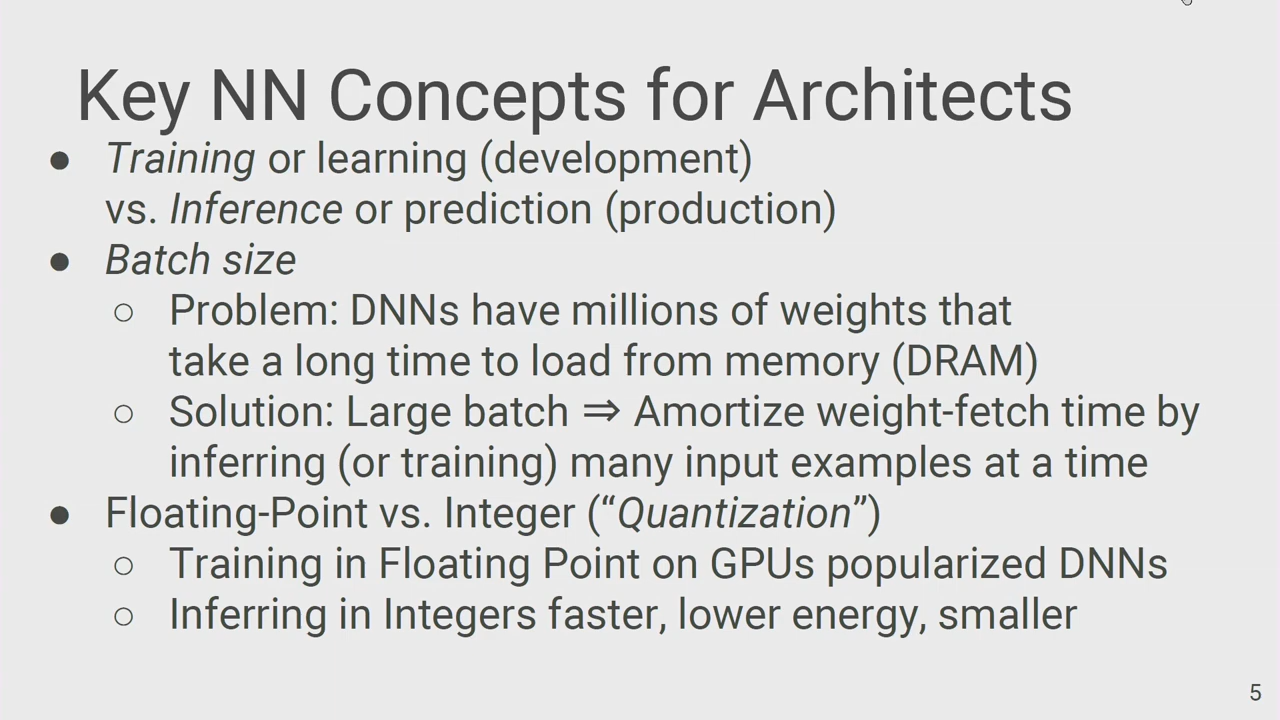 Key NN Concepts for Architects
● Training or learning (development)
vs. Inference or prediction (production)
● Batch size
○ Problem: DNNs have millions of weights that
take a long time to load from memory (DRAM)
○ Solution: Large batch ⇒ Amortize weight-fetch time by
inferring (or training) many input examples at a time
● Floating-Point vs. Integer (“Quantization”)
○ Training in Floating Point on GPUs popularized DNNs
○ Inferring in Integers faster, lower energy, smaller
5